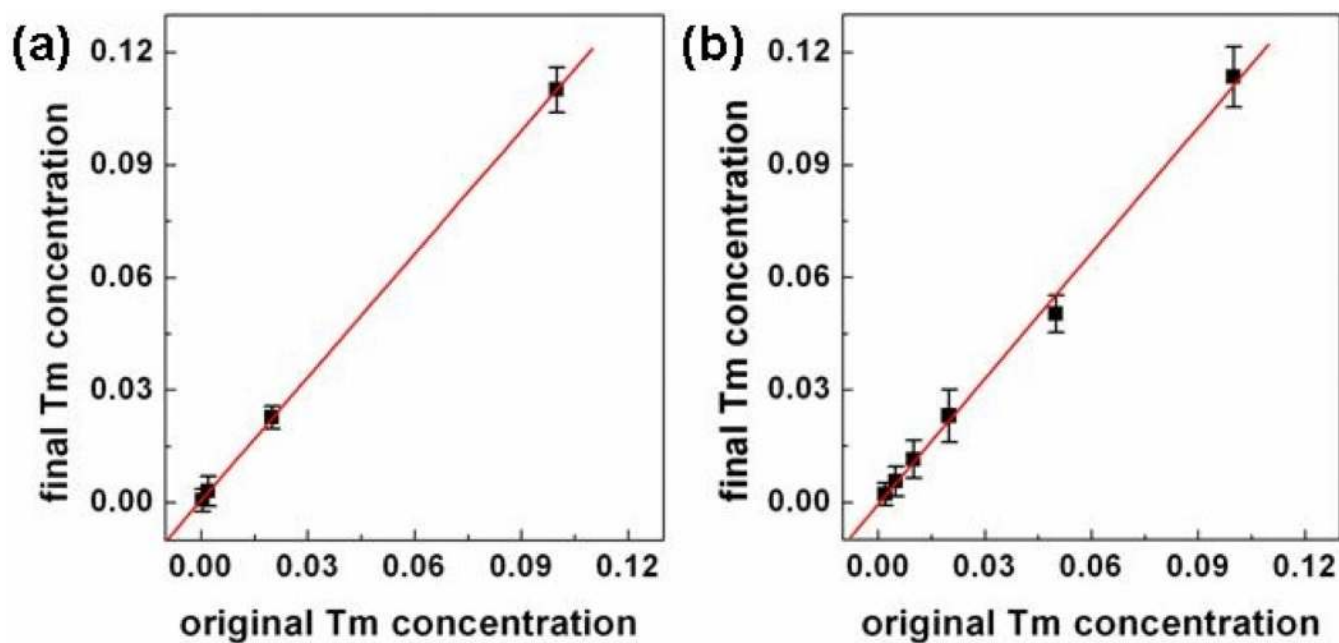 (a)
final Tm concentration
0.12
0.09
0.06
0.03
0.00
0.00 0.03 0.06 0.09 0.12
original Tm concentration
(b)
final Tm concentration
0.12
0.09
0.06
0.03
0.00
0.00 0.03 0.06 0.09 0.12
original Tm concentration